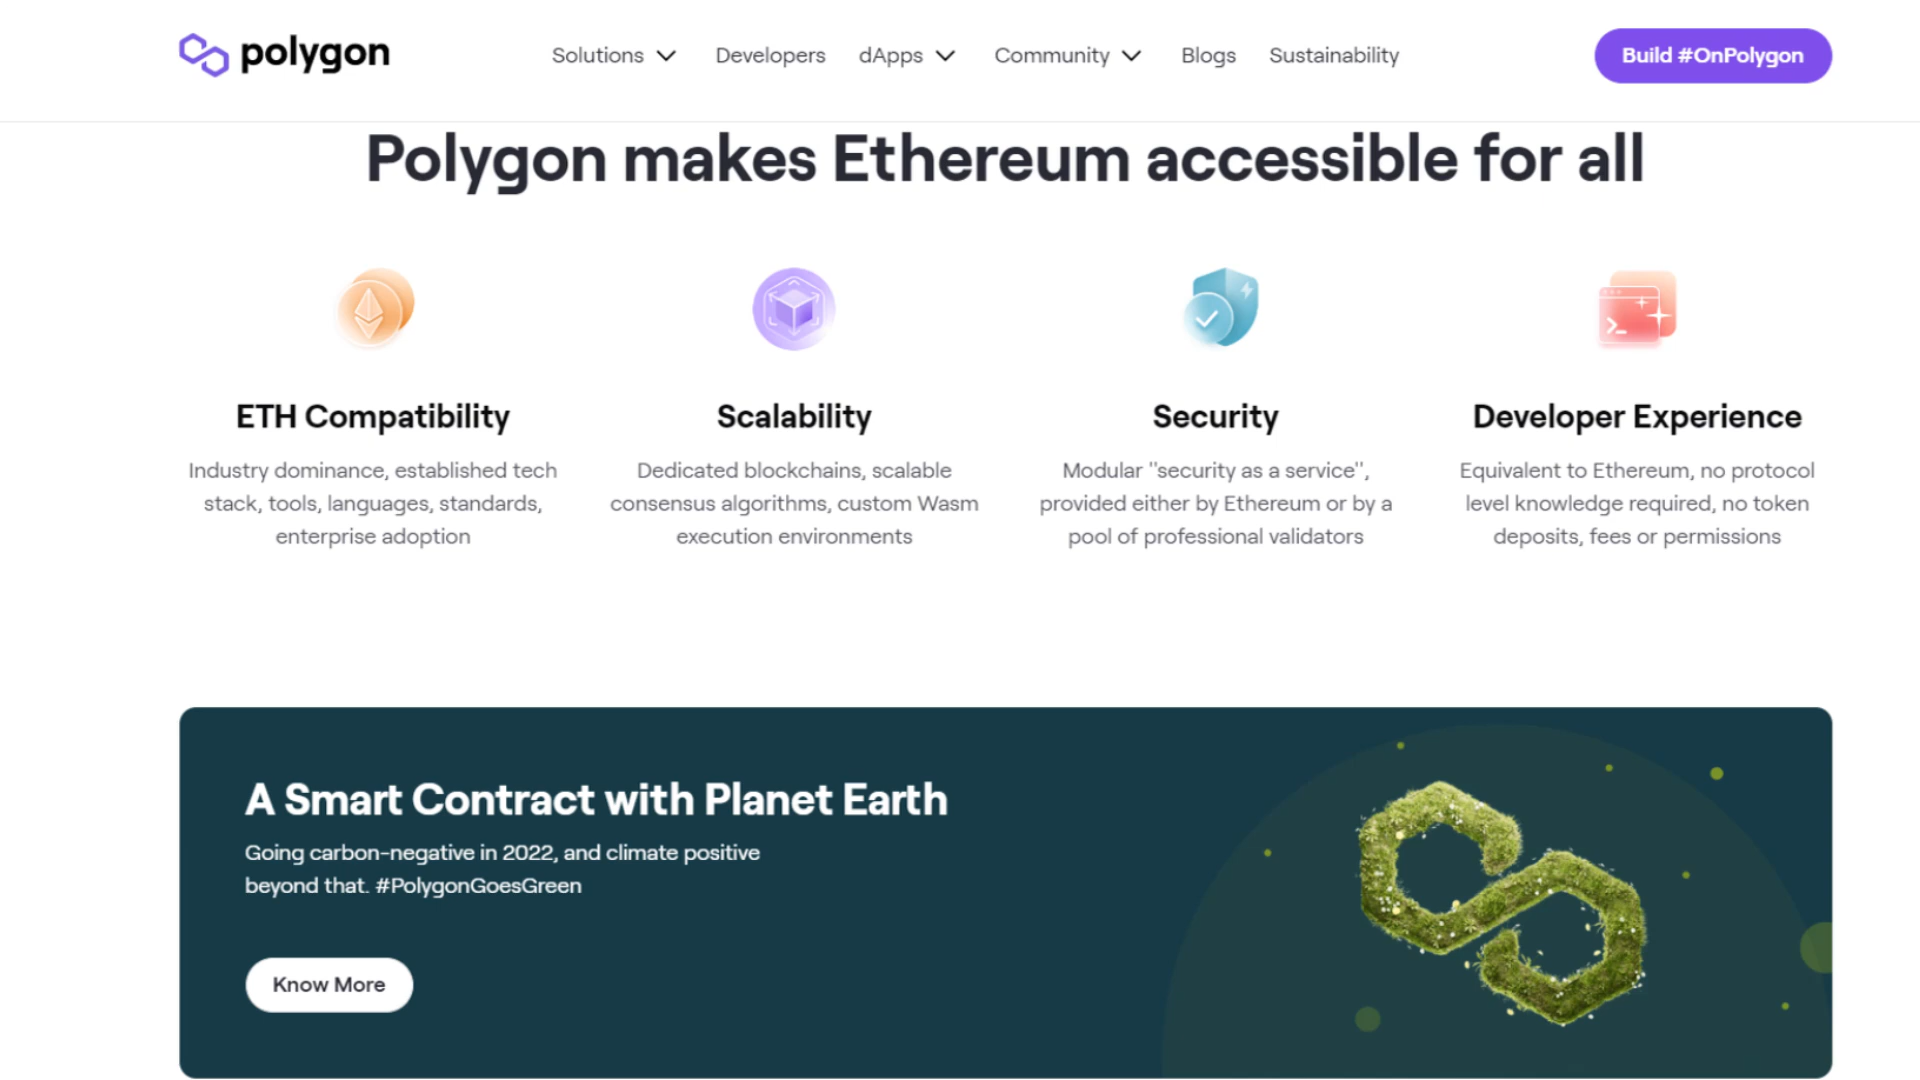 polygon
Solutions Developers dApps Community Blogs Sustainability
Build #OnPolygon
Polygon makes Ethereum accessible for all
ETH Compatibility
Industry dominance, established tech
stack, tools, languages, standards,
enterprise adoption
Scalability
Dedicated blockchains, scalable
consensus algorithms, custom Wasm
execution environments
Security
Modular "security as a service",
provided either by Ethereum or by a
pool of professional validators
Developer Experience
Equivalent to Ethereum, no protocol
level knowledge required, no token
deposits, fees or permissions
A Smart Contract with Planet Earth
Going carbon-negative in 2022, and climate positive
beyond that. #PolygonGoesGreen
Know More